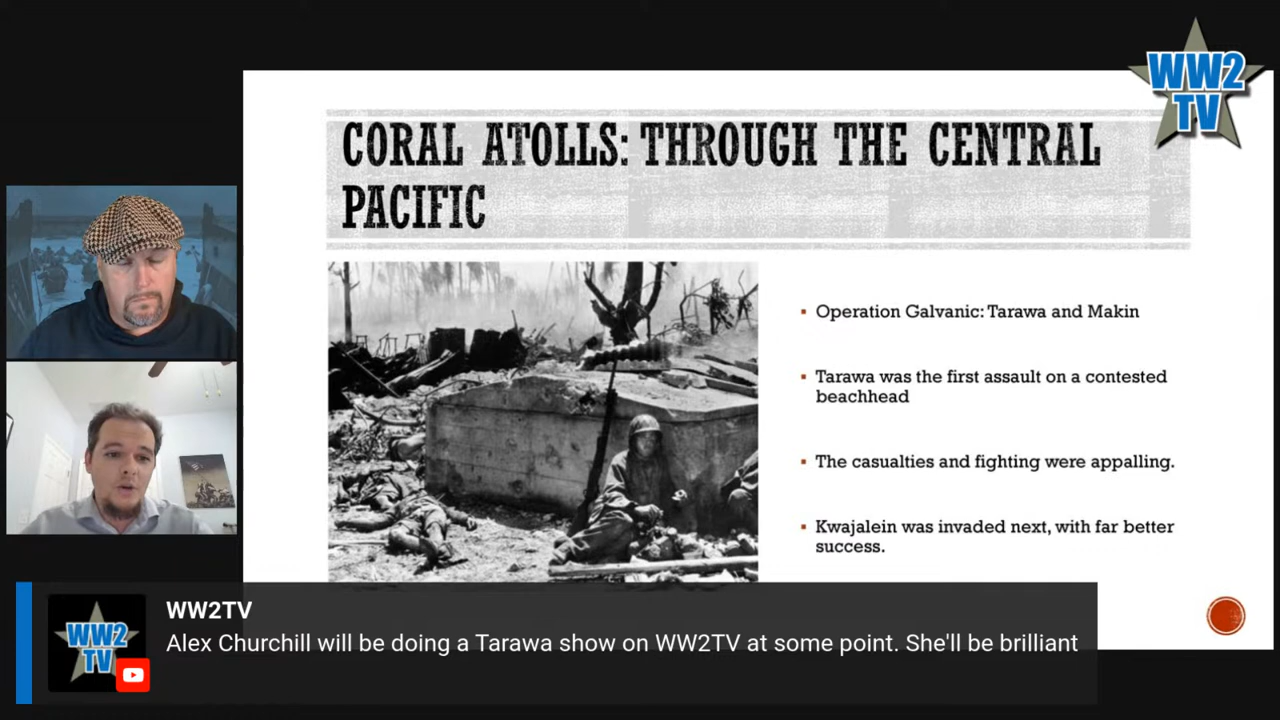 WW2
TV
CORAL ATOLLS: THROUGH THE CENTRAL
PACIFIC
Operation Galvanic: Tarawa and Makin
Tarawa was the first assault on a contested
beachhead
The casualties and fighting were appalling.
Kwajalein was invaded next, with far better
success.
WW2
TV
WW2TV
Alex Churchill will be doing a Tarawa show on WW2TV at some point. She'll be brilliant